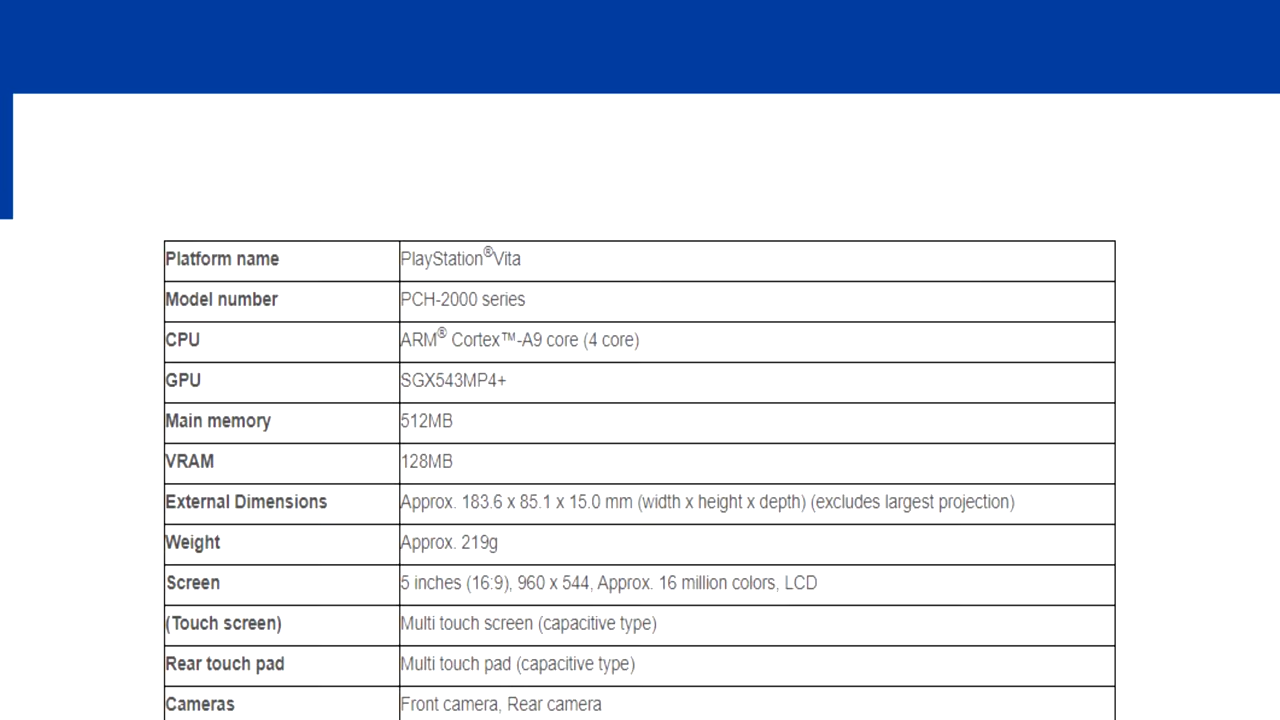 Platform name PlayStation®Vita
Model number PCH-2000 series
CPU ARM® Cortex™-A9 core (4 core)
GPU SGX543MP4+
Main memory 512MB
VRAM 128MB
External Dimensions Approx. 183.6 x 85.1 x 15.0 mm (width x height x depth) (excludes largest projection)
Weight Approx. 219g
Screen 5 inches (16:9), 960 x 544, Approx. 16 million colors, LCD
(Touch screen) Multi touch screen (capacitive type)
Rear touch pad Multi touch pad (capacitive type)
Cameras Front camera, Rear camera